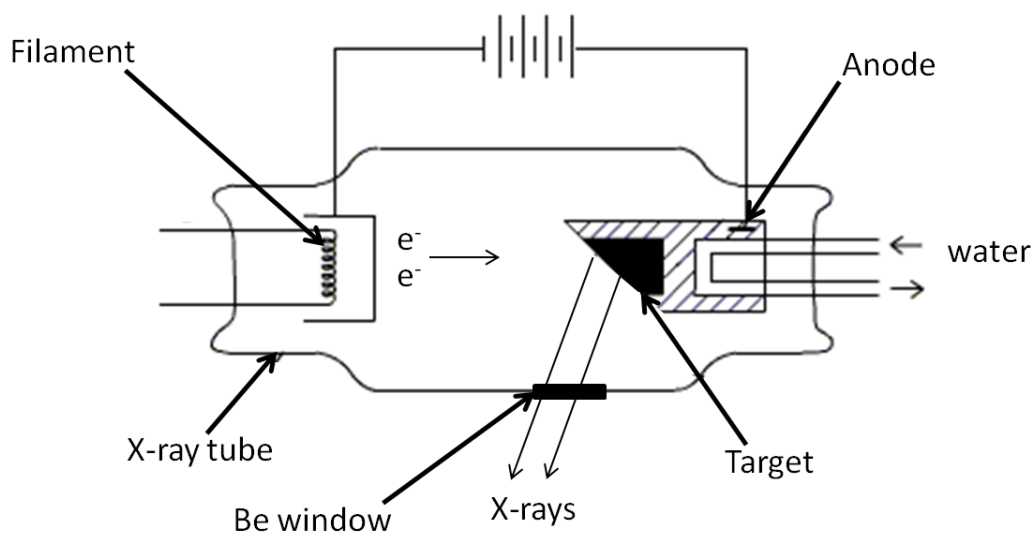 Filament
Anode
e⁻
e⁻
water
X-ray tube
Target
Be window
X-rays